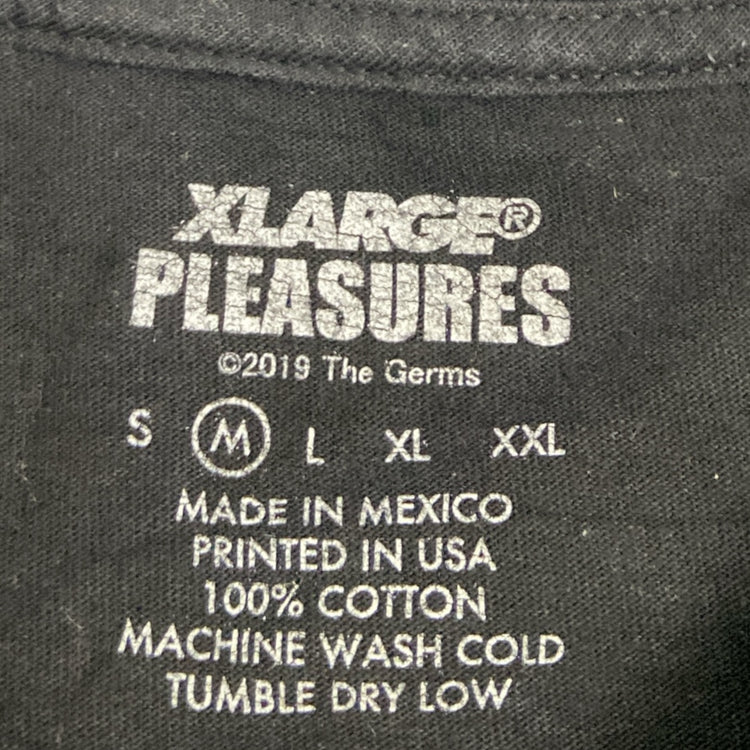 XLARGE®
PLEASURES
©2019 The Germs
S M L XL XXL
MADE IN MEXICO
PRINTED IN USA
100% COTTON
MACHINE WASH COLD
TUMBLE DRY LOW